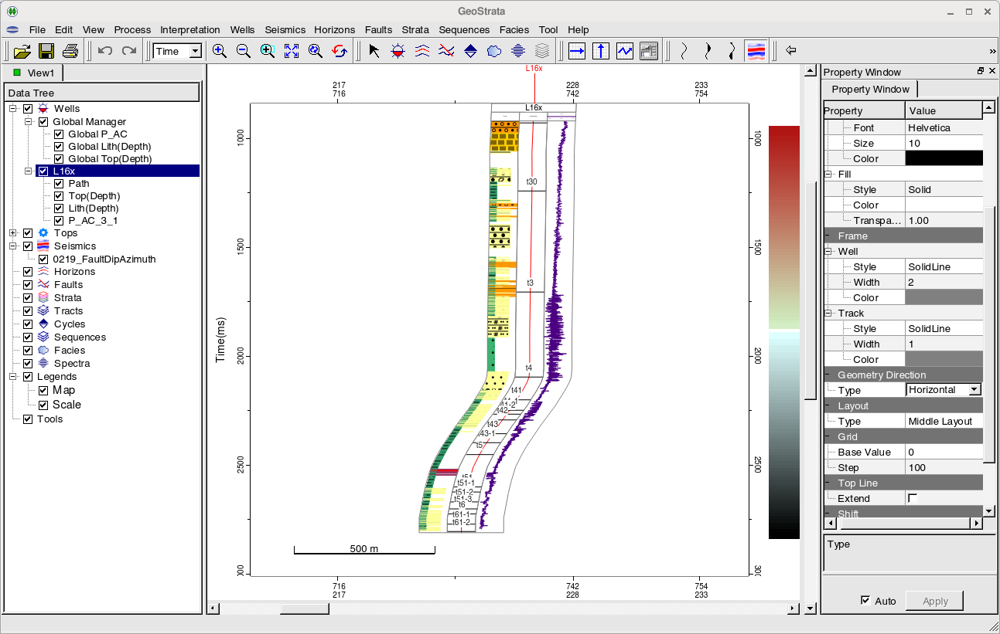 GeoStrata
File Edit View Process Interpretation Wells Seismics Horizons Faults Strata Sequences Facies Tool Help
Time
»
View1
Data Tree
Wells
Global Manager
Global P_AC
Global Lith(Depth)
Global Top(Depth)
L16x
Path
Top(Depth)
Lith(Depth)
P_AC_3_1
Tops
Seismics
0219_FaultDipAzimuth
Horizons
Faults
Strata
Tracts
Cycles
Sequences
Facies
Spectra
Legends
Map
Scale
Tools
L16x
217 228 233
716 742 754
L16x
1000 1000
t30
1500 1500
t3
Time(ms)
2000 2000
t4
t41
t42
t43
t43-1
t5
2500 2500
t51
t51-1
t51-2
t51-3
t6
t61-1
t61-2
500 m
716 742 754
217 228 233
Property Window
Property Window
Property Value
Font Helvetica
Size 10
Color
Fill
Style Solid
Color
Transpa... 1.00
Frame
Well
Style SolidLine
Width 2
Color
Track
Style SolidLine
Width 1
Color
Geometry Direction
Type Horizontal
Layout
Type Middle Layout
Grid
Base Value 0
Step 100
Top Line
Extend
Shift
Type
Auto Apply